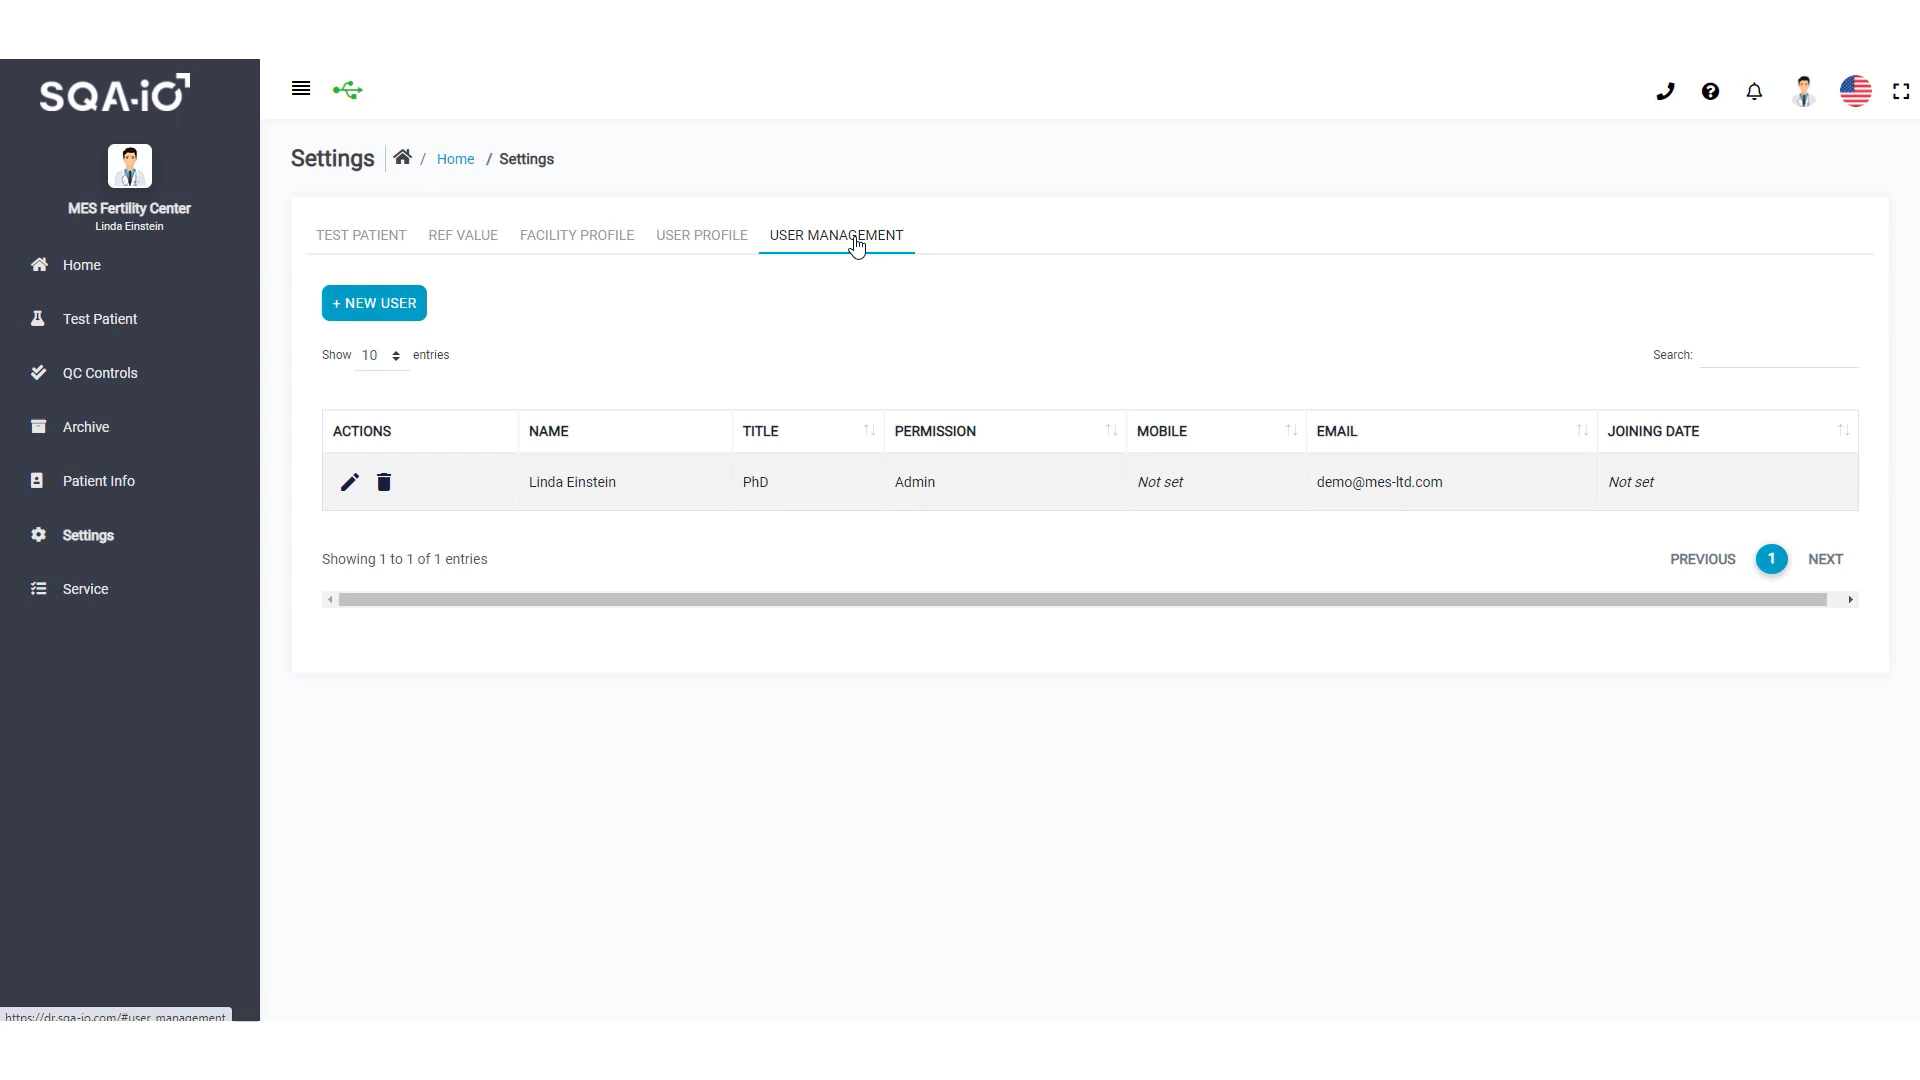 SQA-iO
MES Fertility Center
Linda Einstein
Home
Test Patient
QC Controls
Archive
Patient Info
Settings
Service
Settings / Home / Settings
TEST PATIENT REF VALUE FACILITY PROFILE USER PROFILE USER MANAGEMENT
+ NEW USER
Show 10 entries Search:
ACTIONS NAME TITLE PERMISSION MOBILE EMAIL JOINING DATE
Linda Einstein PhD Admin Not set demo@mes-ltd.com Not set
Showing 1 to 1 of 1 entries PREVIOUS 1 NEXT
https://dr.sqa-io.com/#user_management